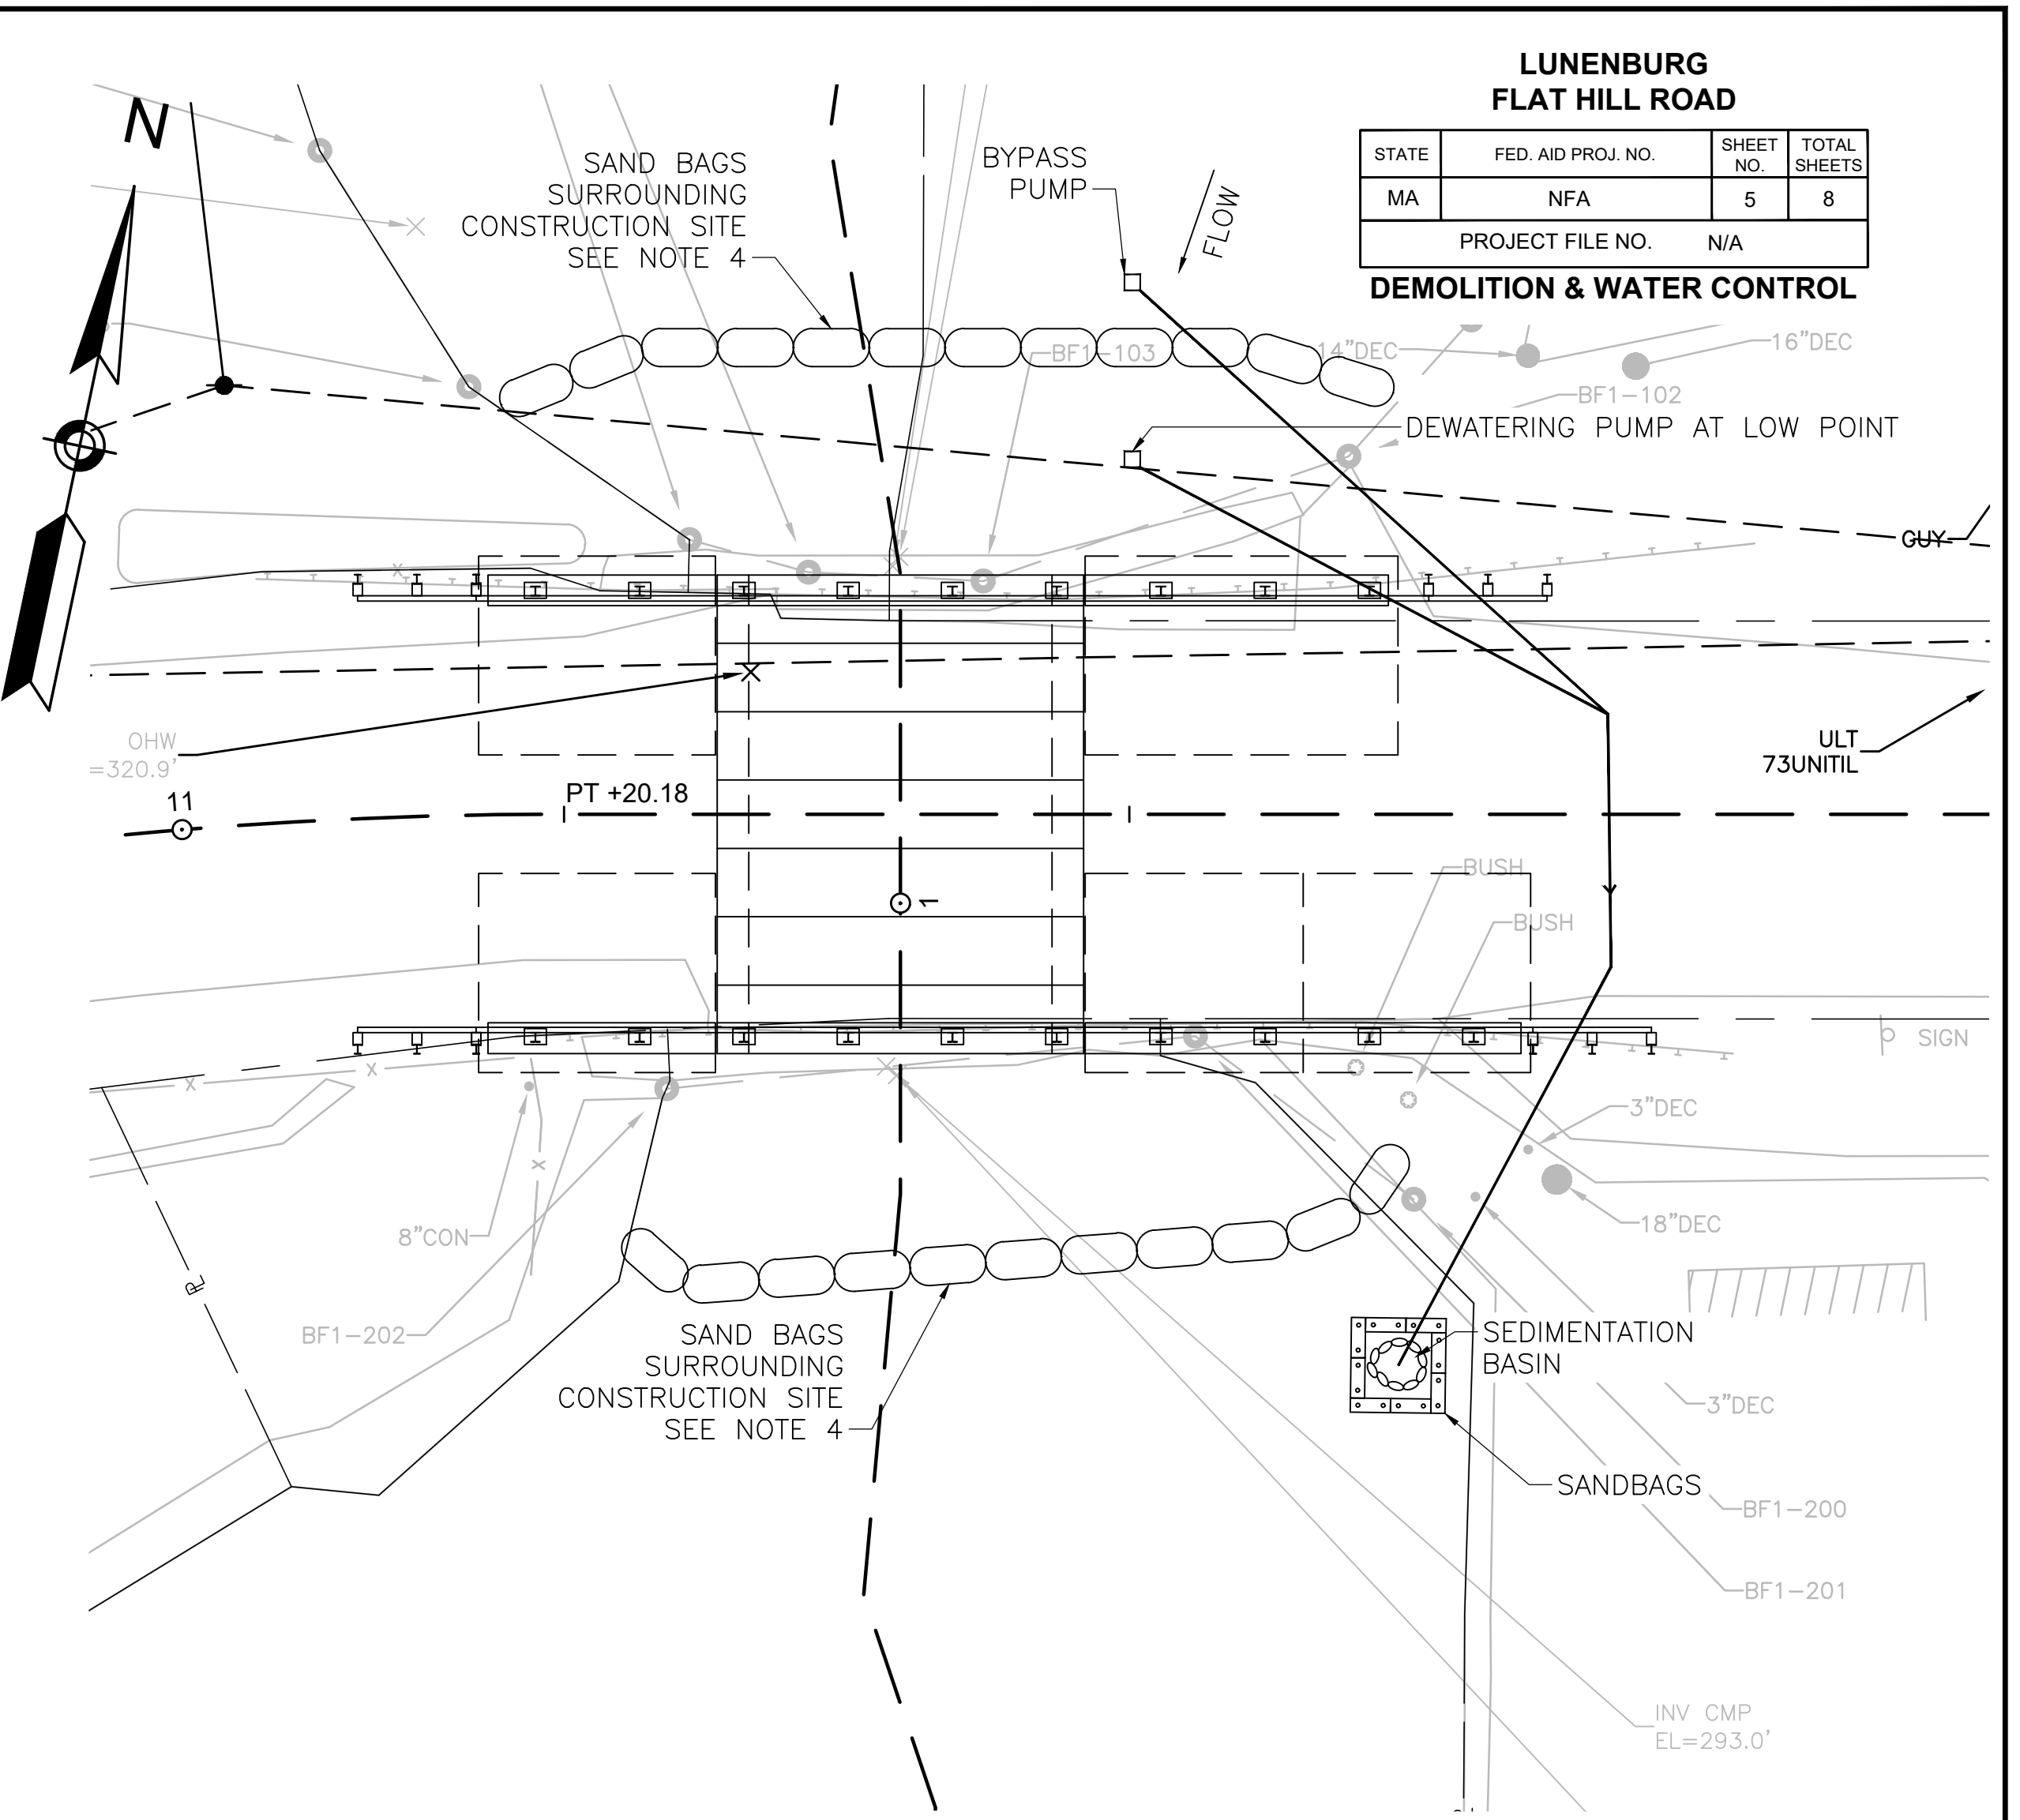 LUNENBURG
FLAT HILL ROAD
STATE
FED. AID PROJ. NO.
SHEET
NO.
TOTAL
SHEETS
MA
NFA
5
8
PROJECT FILE NO.
N/A
DEMOLITION & WATER CONTROL
N
SAND BAGS
SURROUNDING
CONSTRUCTION SITE
SEE NOTE 4
BYPASS
PUMP
FLOW
BF1-103
14"DEC
16"DEC
BF1-102
DEWATERING PUMP AT LOW POINT
GUY
OHW
=320.9'
ULT
73UNITIL
11
PT +20.18
1
BUSH
BUSH
SIGN
3"DEC
18"DEC
8"CON
BF1-202
SAND BAGS
SURROUNDING
CONSTRUCTION SITE
SEE NOTE 4
SEDIMENTATION
BASIN
3"DEC
SANDBAGS
BF1-200
BF1-201
INV CMP
EL=293.0'